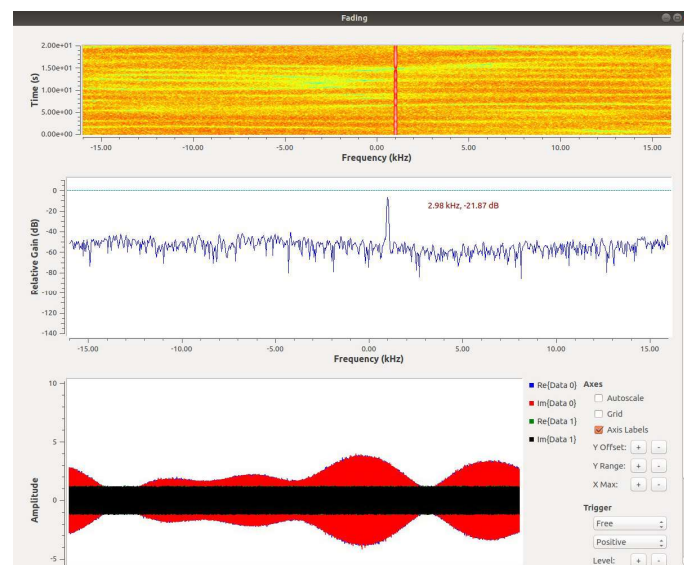 Fading
2.00e+01
1.50e+01
1.00e+01
5.00e+00
0.00e+00
Time (s)
-15.00 -10.00 -5.00 0.00 5.00 10.00 15.00
Frequency (kHz)
0
-20
-40
-60
-80
-100
-120
-140
Relative Gain (dB)
2.98 kHz, -21.87 dB
-15.00 -10.00 -5.00 0.00 5.00 10.00 15.00
Frequency (kHz)
10
5
0
-5
Amplitude
Re{Data 0}
Im{Data 0}
Re{Data 1}
Im{Data 1}
Axes
Autoscale
Grid
Axis Labels
Y Offset: + -
Y Range: + -
X Max: + -
Trigger
Free
Positive
Level: + -